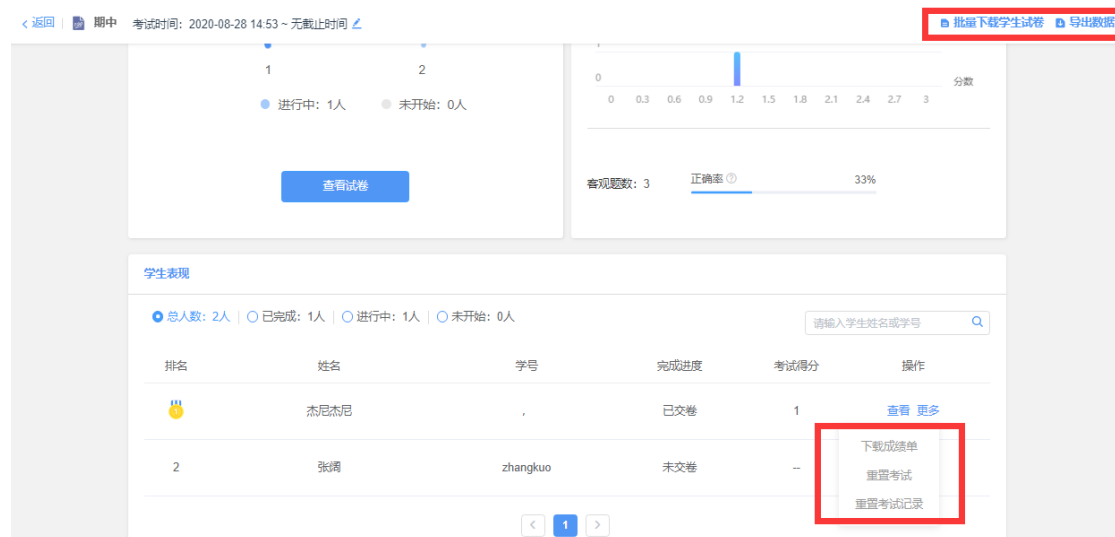 返回 期中 考试时间：2020-08-28 14:53 ~ 无截止时间 批量下载学生试卷 导出数据
1 2
进行中：1人 未开始：0人
查看试卷
0 分数
0 0.3 0.6 0.9 1.2 1.5 1.8 2.1 2.4 2.7 3
客观题数：3 正确率 33%
学生表现
总人数：2人 已完成：1人 进行中：1人 未开始：0人
请输入学生姓名或学号
排名 姓名 学号 完成进度 考试得分 操作
1 杰尼杰尼 , 已交卷 1 查看 更多
2 张阔 zhangkuo 未交卷 --
下载成绩单
重置考试
重置考试记录
< 1 >